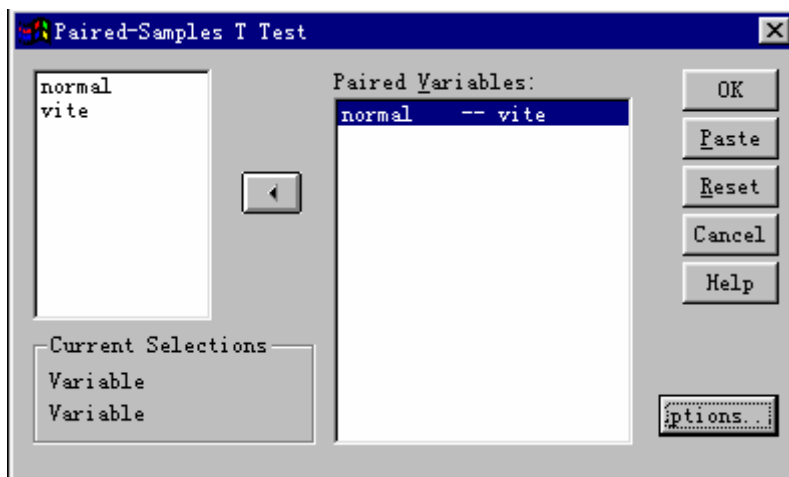 Paired-Samples T Test
normal
vite
Paired Variables:
normal -- vite
OK
Paste
Reset
Cancel
Help
Current Selections
Variable
Variable
ptions..